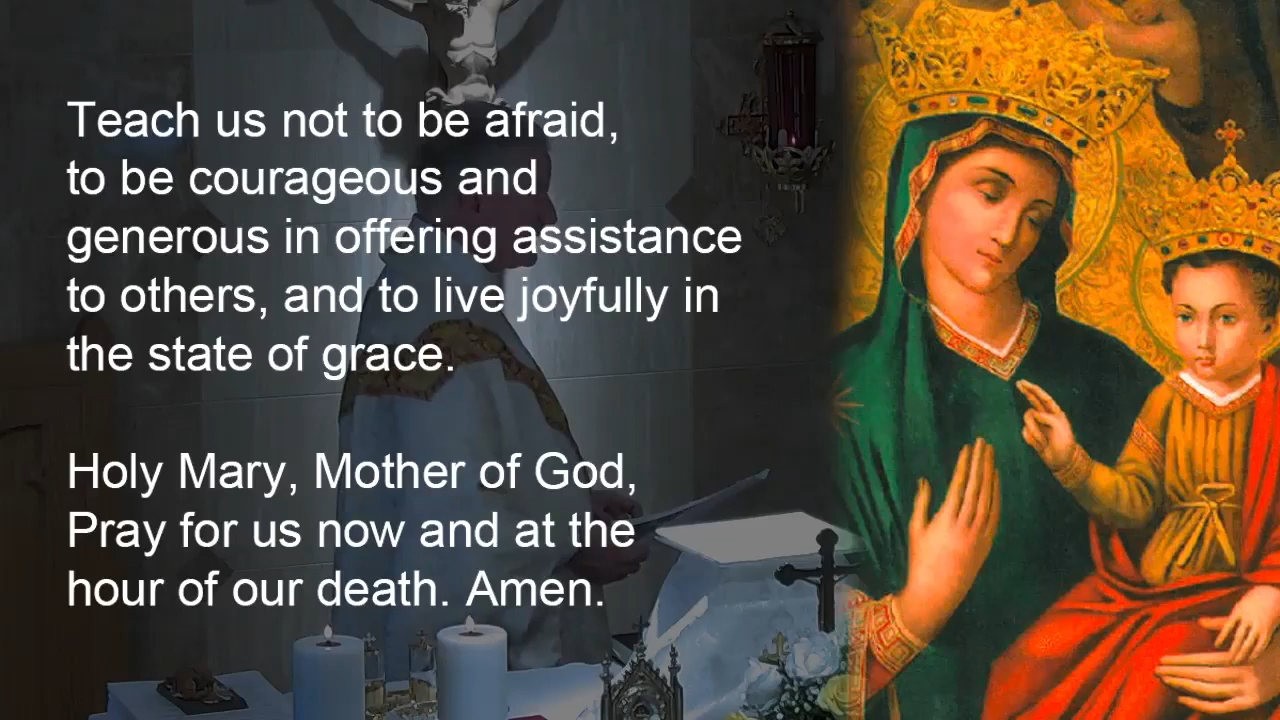 Teach us not to be afraid,
to be courageous and
generous in offering assistance
to others, and to live joyfully in
the state of grace.
Holy Mary, Mother of God,
Pray for us now and at the
hour of our death. Amen.